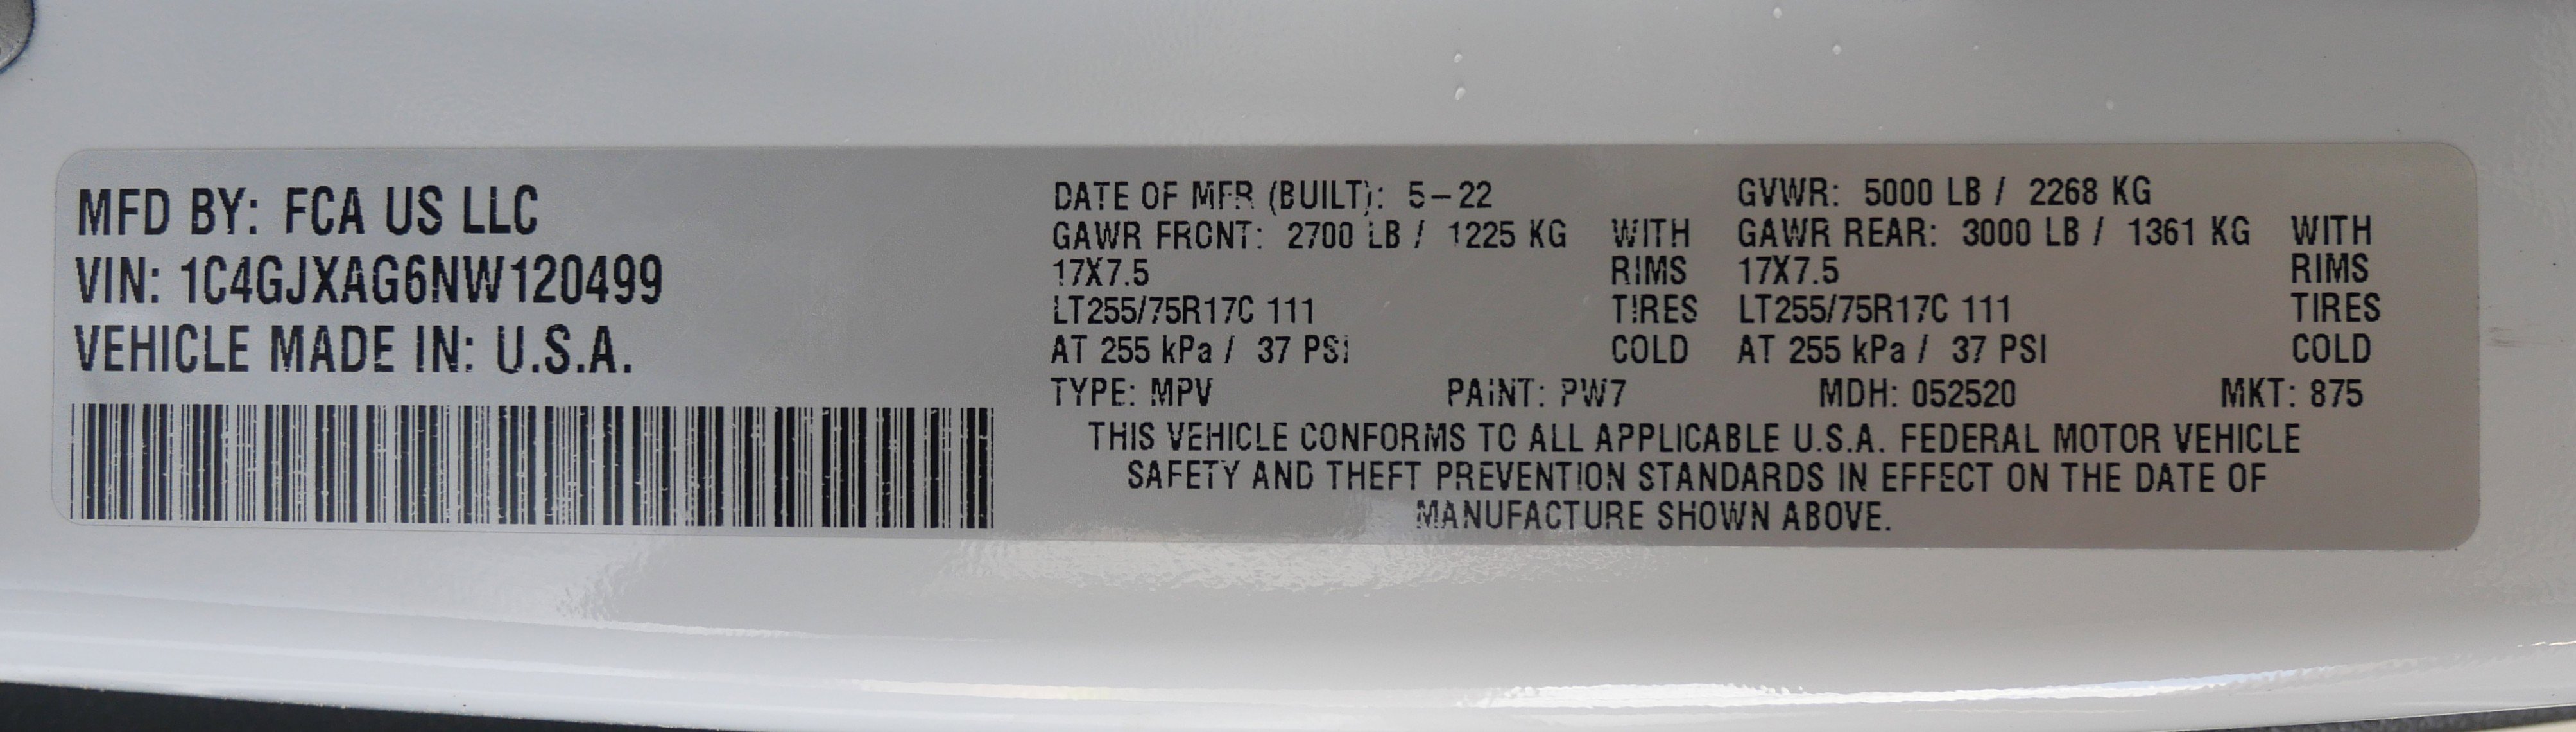 MFD BY: FCA US LLC
VIN: 1C4GJXAG6NW120499
VEHICLE MADE IN: U.S.A.
DATE OF MFR (BUILT): 5-22 GVWR: 5000 LB / 2268 KG
GAWR FRONT: 2700 LB / 1225 KG WITH GAWR REAR: 3000 LB / 1361 KG WITH
17X7.5 RIMS 17X7.5 RIMS
LT255/75R17C 111 TIRES LT255/75R17C 111 TIRES
AT 255 kPa / 37 PSI COLD AT 255 kPa / 37 PSI COLD
TYPE: MPV PAINT: PW7 MDH: 052520 MKT: 875
THIS VEHICLE CONFORMS TO ALL APPLICABLE U.S.A. FEDERAL MOTOR VEHICLE
SAFETY AND THEFT PREVENTION STANDARDS IN EFFECT ON THE DATE OF
MANUFACTURE SHOWN ABOVE.